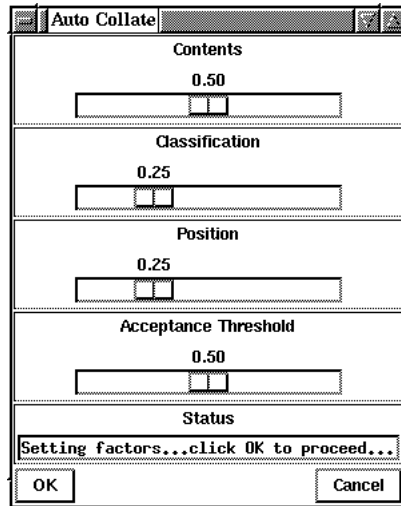 Auto Collate
Contents
0.50
Classification
0.25
Position
0.25
Acceptance Threshold
0.50
Status
Setting factors...click OK to proceed...
OK Cancel